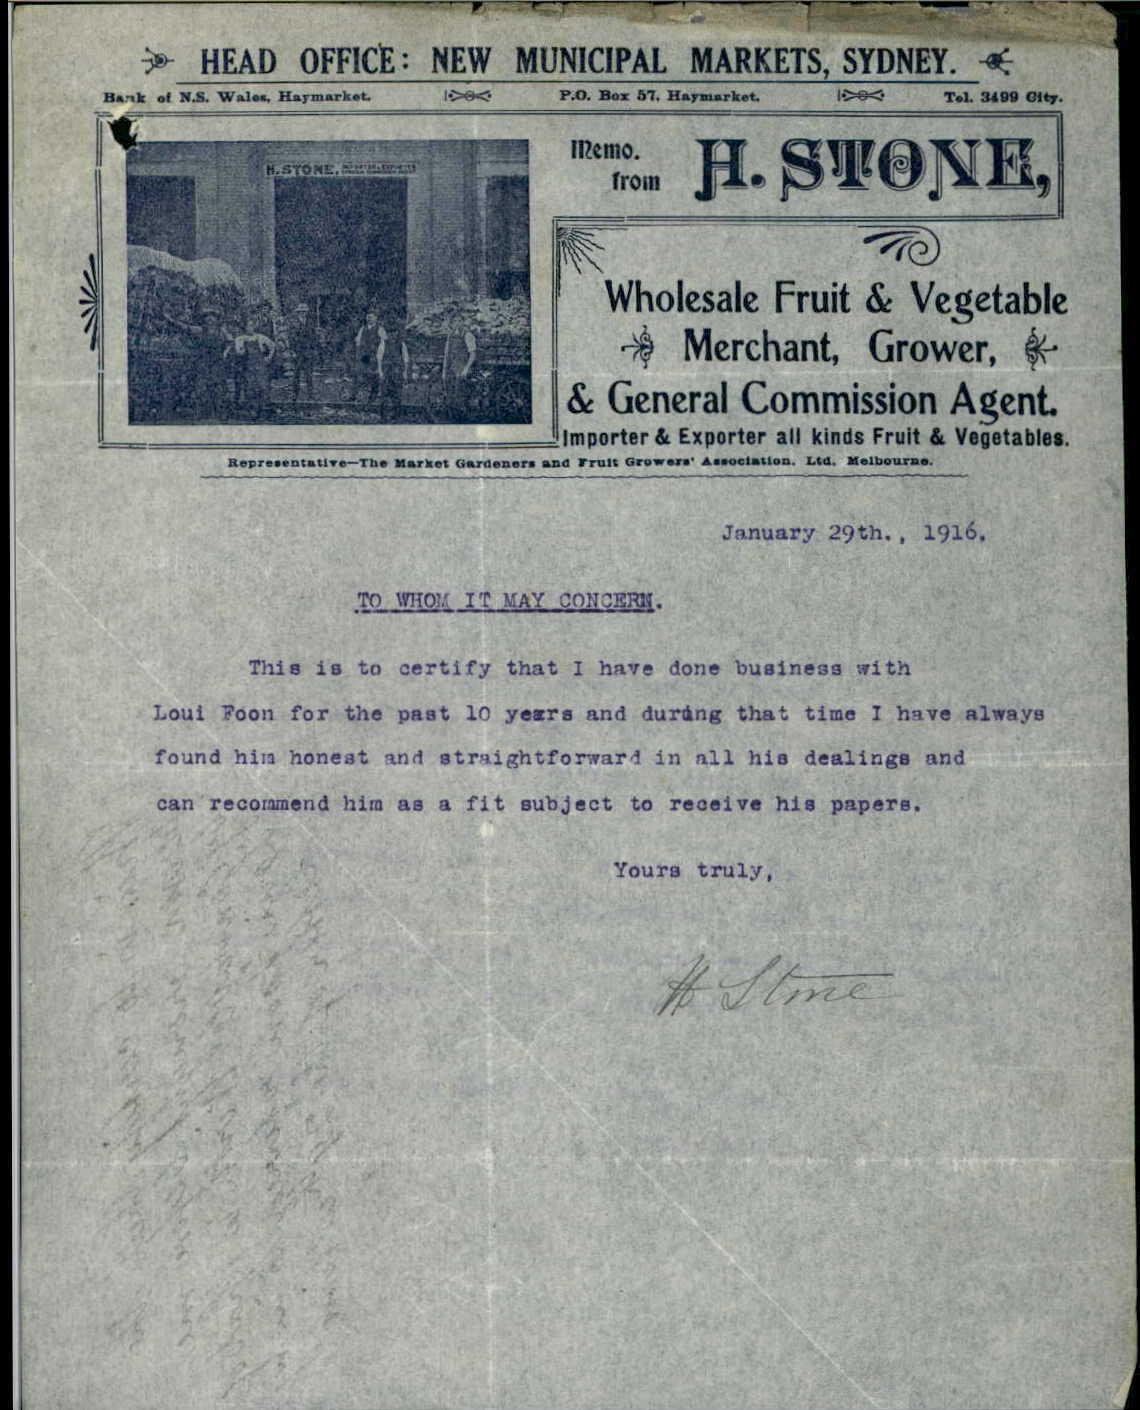 HEAD OFFICE: NEW MUNICIPAL MARKETS, SYDNEY.
Bank of N.S. Wales, Haymarket. P.O. Box 57, Haymarket. Tel. 3499 City.
H. STONE,
Memo. from H. STONE,
Wholesale Fruit & Vegetable
Merchant, Grower,
& General Commission Agent.
Importer & Exporter all kinds Fruit & Vegetables.
Representative—The Market Gardeners and Fruit Growers' Association, Ltd. Melbourne.
January 29th., 1916.
TO WHOM IT MAY CONCERN.
This is to certify that I have done business with
Loui Foon for the past 10 years and during that time I have always
found him honest and straightforward in all his dealings and
can recommend him as a fit subject to receive his papers.
Yours truly,
H Stone